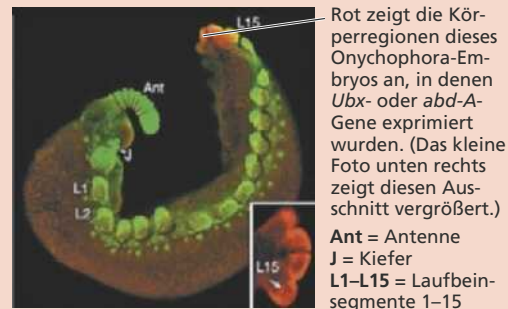 L15
Ant
J
L1
L2
L15
Rot zeigt die Kör-
perregionen dieses
Onychophora-Em-
bryos an, in denen
Ubx- oder abd-A-
Gene exprimiert
wurden. (Das kleine
Foto unten rechts
zeigt diesen Aus-
schnitt vergrößert.)
Ant = Antenne
J = Kiefer
L1–L15 = Laufbein-
segmente 1–15